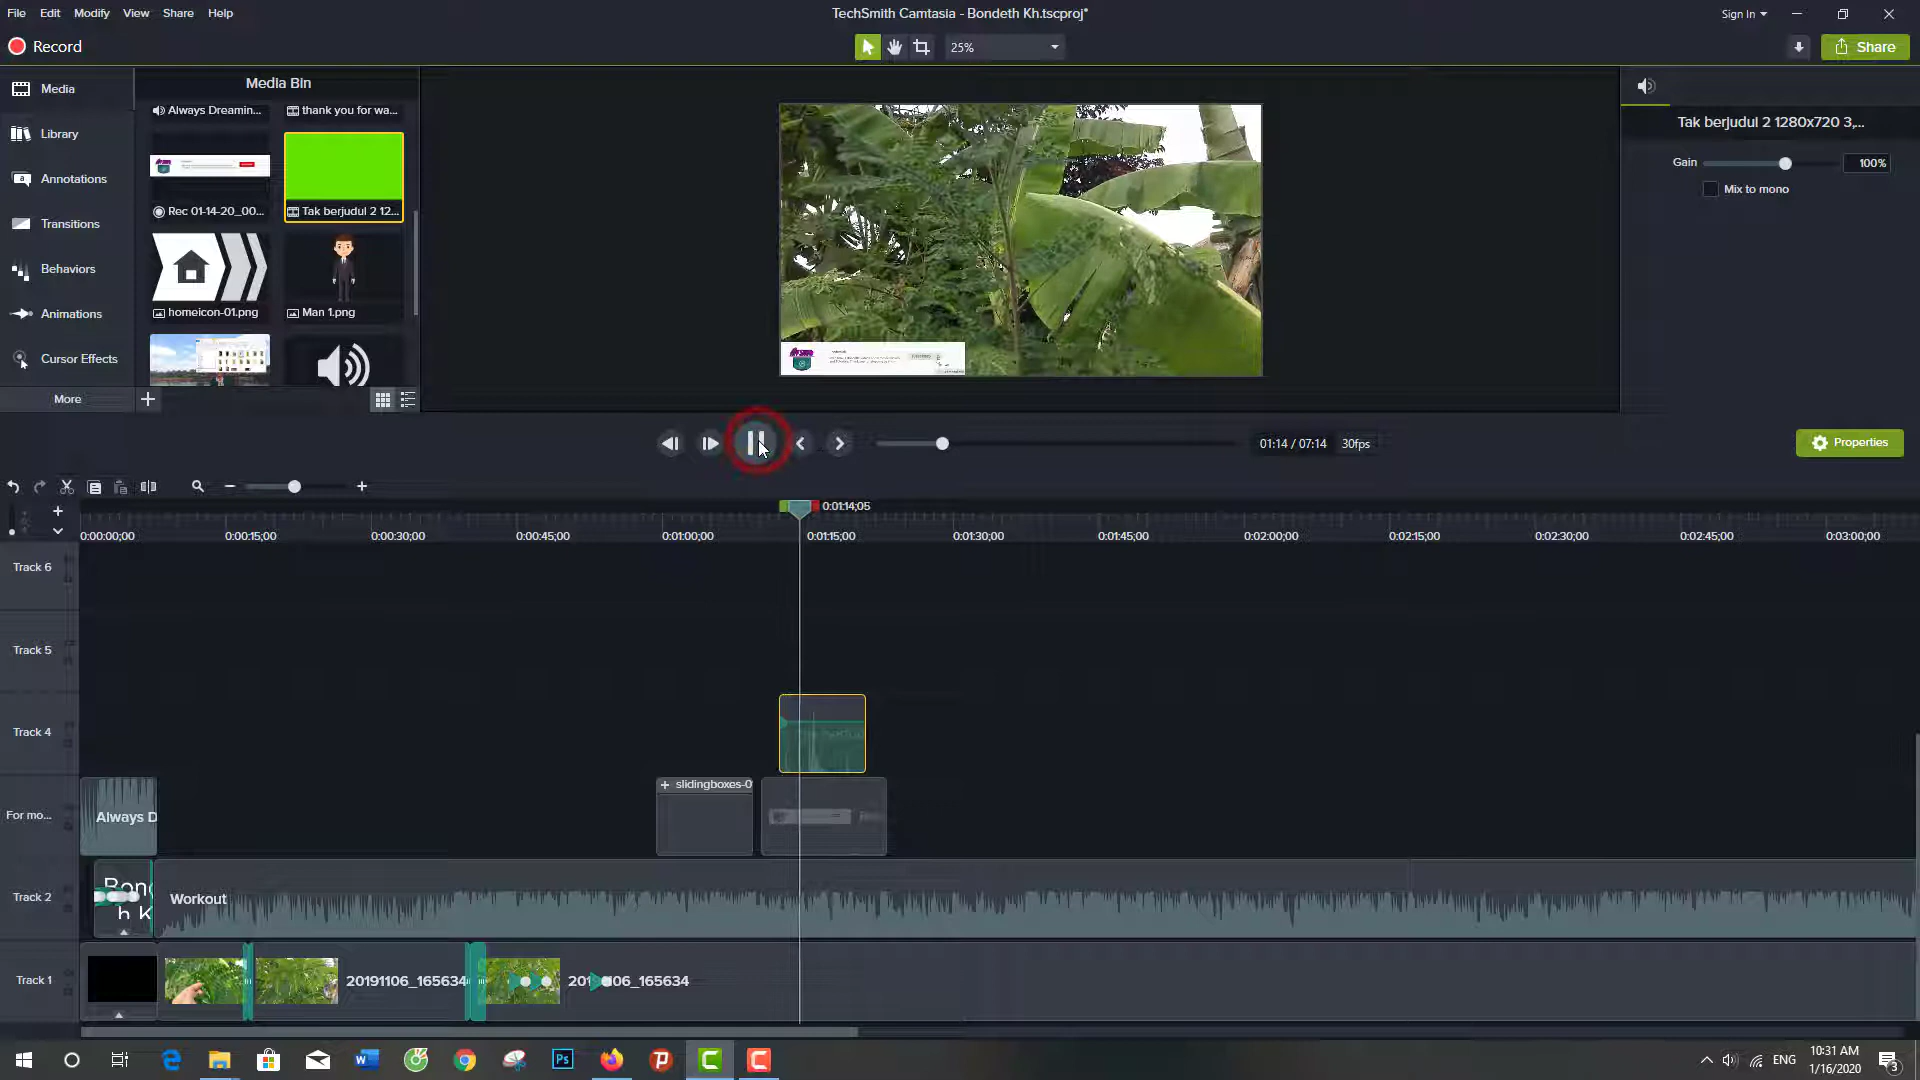 File Edit Modify View Share Help
TechSmith Camtasia - Bondeth Kh.tscproj*
Sign In
Record
25%
Share
Media
Library
Annotations
Transitions
Behaviors
Animations
Cursor Effects
More
Media Bin
Always Dreamin...
thank you for wa...
Rec 01-14-20_00...
Tak berjudul 2 12...
homeicon-01.png
Man 1.png
Tak berjudul 2 1280x720 3,...
Gain
100%
Mix to mono
01:14 / 07:14
30fps
Properties
0:01:14;05
0:00:00;00
0:00:15;00
0:00:30;00
0:00:45;00
0:01:00;00
0:01:15;00
0:01:30;00
0:01:45;00
0:02:00;00
0:02:15;00
0:02:30;00
0:02:45;00
0:03:00;00
Track 6
Track 5
Track 4
For mo...
slidingboxes-0
Always D
Track 2
Bond
h K
Workout
Track 1
20191106_165634
06_165634
W
Ps
ENG
10:31 AM
1/16/2020
3